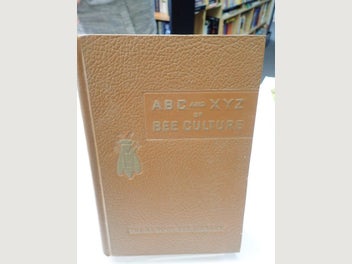 ABC AND XYZ
OF
BEE CULTURE